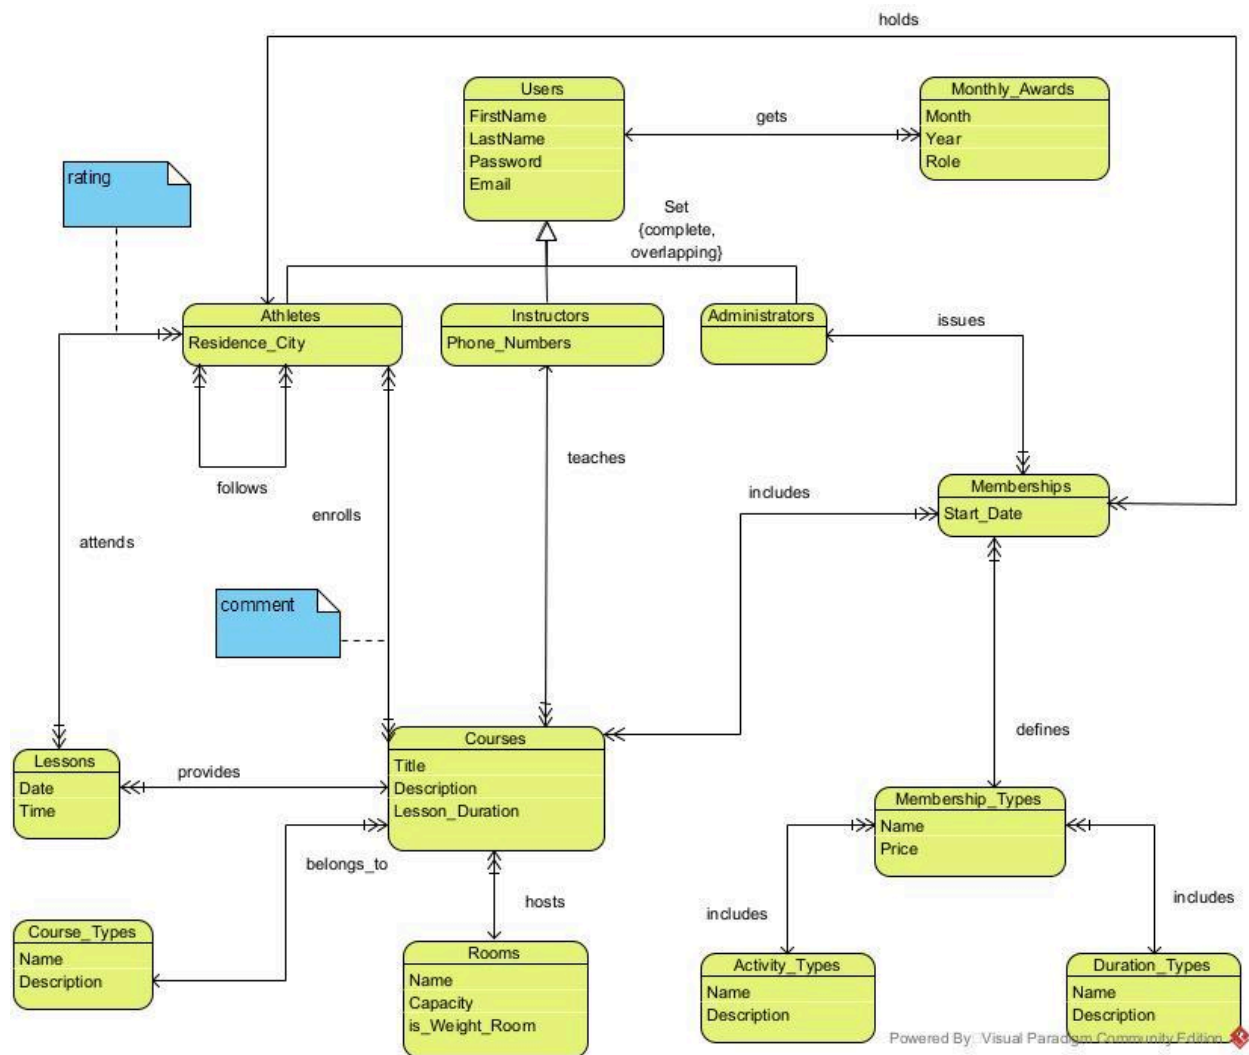 holds
Users
FirstName
LastName
Password
Email
gets
Monthly_Awards
Month
Year
Role
rating
Set
{complete,
overlapping}
Athletes
Residence_City
Instructors
Phone_Numbers
Administrators
issues
follows
enrolls
teaches
attends
includes
Memberships
Start_Date
comment
defines
Lessons
Date
Time
provides
Courses
Title
Description
Lesson_Duration
belongs_to
hosts
Membership_Types
Name
Price
includes
includes
Course_Types
Name
Description
Rooms
Name
Capacity
is_Weight_Room
Activity_Types
Name
Description
Duration_Types
Name
Description
Powered By: Visual Paradigm Community Edition